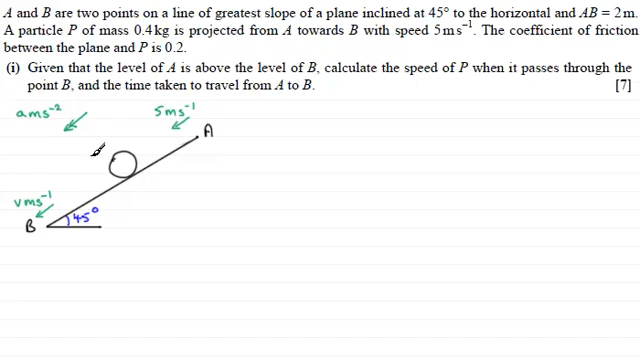 A and B are two points on a line of greatest slope of a plane inclined at 45° to the horizontal and AB = 2 m.
A particle P of mass 0.4 kg is projected from A towards B with speed 5 m s⁻¹. The coefficient of friction
between the plane and P is 0.2.
(i) Given that the level of A is above the level of B, calculate the speed of P when it passes through the
point B, and the time taken to travel from A to B. [7]
a ms⁻² 5 ms⁻¹
A
v ms⁻¹
B 45°